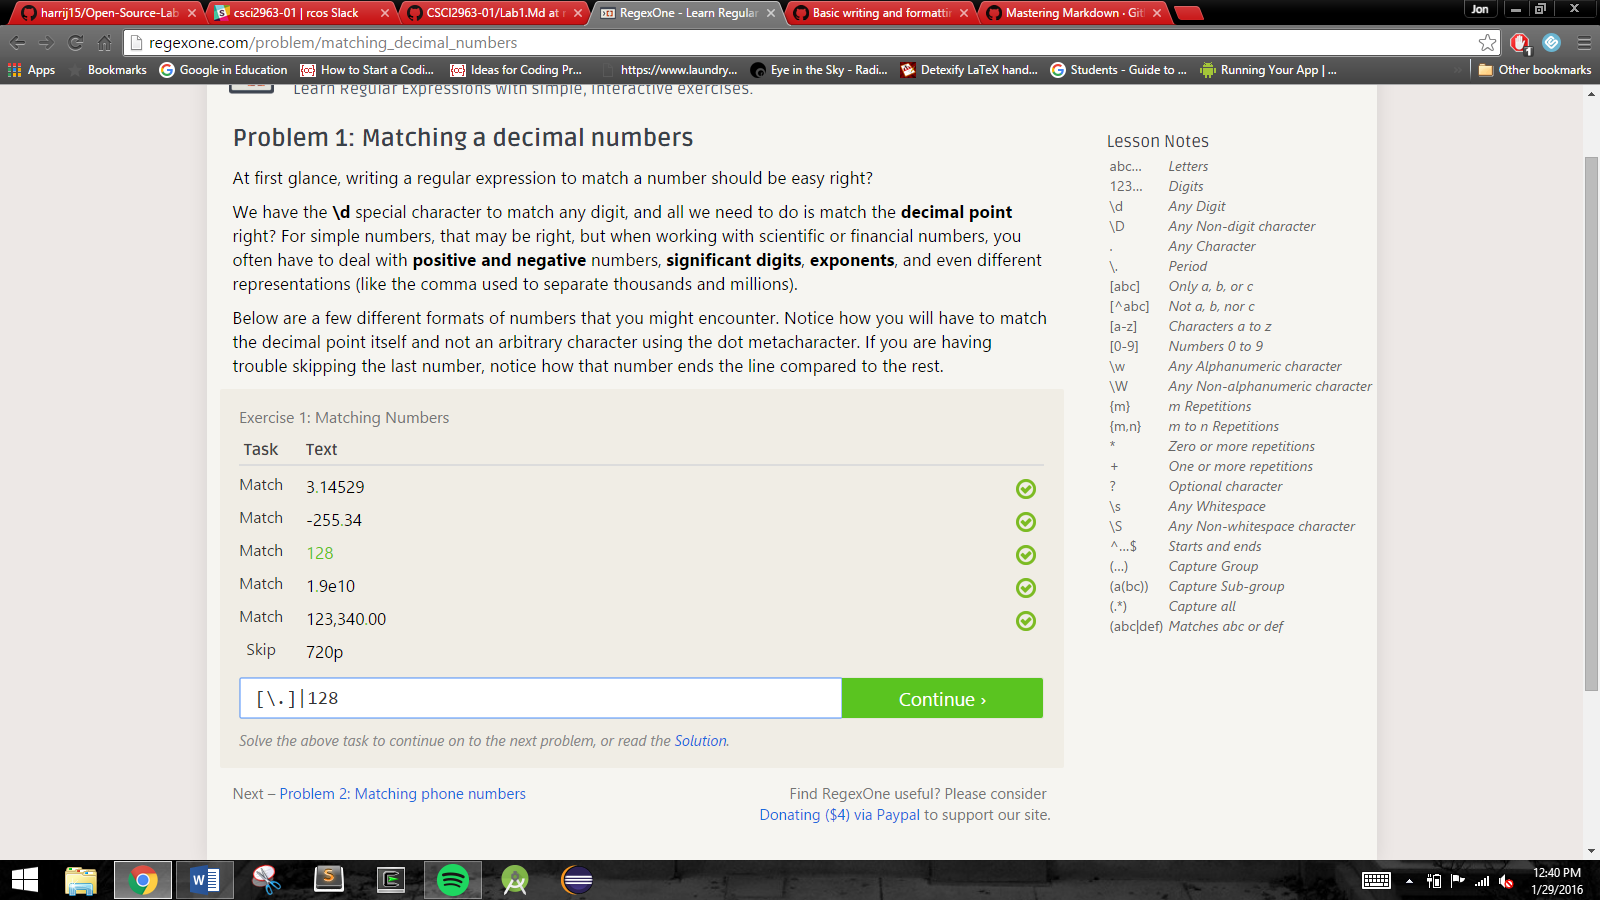 harrij15/Open-Source-Lab
csci2963-01 | rcos Slack
CSCI2963-01/Lab1.Md at
RegexOne - Learn Regular
Basic writing and formattin
Mastering Markdown · Git
Jon
regexone.com/problem/matching_decimal_numbers
1
Apps
Bookmarks
Google in Education
How to Start a Codi...
Ideas for Coding Pr...
https://www.laundry...
Eye in the Sky - Radi...
Detexify LaTeX hand...
Students - Guide to ...
Running Your App | ...
Other bookmarks
Learn Regular Expressions with simple, interactive exercises.
Problem 1: Matching a decimal numbers
At first glance, writing a regular expression to match a number should be easy right?
We have the \d special character to match any digit, and all we need to do is match the decimal point
right? For simple numbers, that may be right, but when working with scientific or financial numbers, you
often have to deal with positive and negative numbers, significant digits, exponents, and even different
representations (like the comma used to separate thousands and millions).
Below are a few different formats of numbers that you might encounter. Notice how you will have to match
the decimal point itself and not an arbitrary character using the dot metacharacter. If you are having
trouble skipping the last number, notice how that number ends the line compared to the rest.
Exercise 1: Matching Numbers
Task Text
Match 3.14529
Match -255.34
Match 128
Match 1.9e10
Match 123,340.00
Skip 720p
[\.]|128
Continue ›
Solve the above task to continue on to the next problem, or read the Solution.
Next – Problem 2: Matching phone numbers
Find RegexOne useful? Please consider
Donating ($4) via Paypal to support our site.
Lesson Notes
abc... Letters
123... Digits
\d Any Digit
\D Any Non-digit character
. Any Character
\. Period
[abc] Only a, b, or c
[^abc] Not a, b, nor c
[a-z] Characters a to z
[0-9] Numbers 0 to 9
\w Any Alphanumeric character
\W Any Non-alphanumeric character
{m} m Repetitions
{m,n} m to n Repetitions
* Zero or more repetitions
+ One or more repetitions
? Optional character
\s Any Whitespace
\S Any Non-whitespace character
^...$ Starts and ends
(...) Capture Group
(a(bc)) Capture Sub-group
(.*) Capture all
(abc|def) Matches abc or def
12:40 PM
1/29/2016